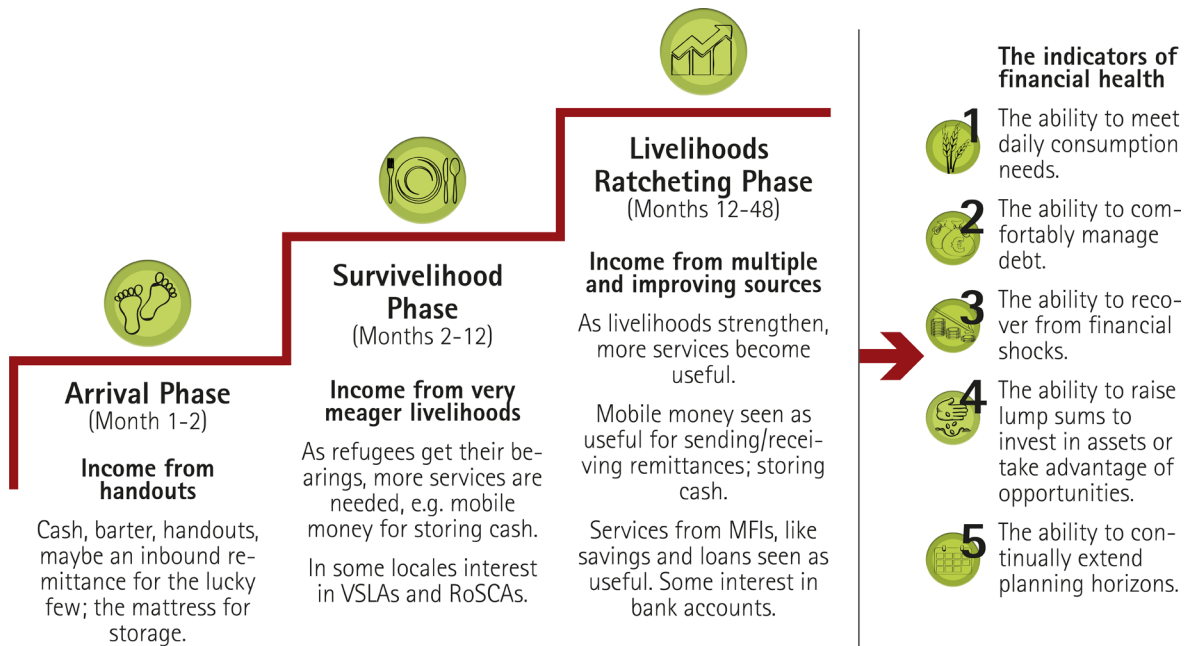 Arrival Phase
(Month 1-2)
Income from
handouts
Cash, barter, handouts,
maybe an inbound re-
mittance for the lucky
few; the mattress for
storage.
Survivelihood
Phase
(Months 2-12)
Income from very
meager livelihoods
As refugees get their be-
arings, more services are
needed, e.g. mobile
money for storing cash.
In some locales interest
in VSLAs and RoSCAs.
Livelihoods
Ratcheting Phase
(Months 12-48)
Income from multiple
and improving sources
As livelihoods strengthen,
more services become
useful.
Mobile money seen as
useful for sending/recei-
ving remittances; storing
cash.
Services from MFIs, like
savings and loans seen as
useful. Some interest in
bank accounts.
The indicators of
financial health
1
The ability to meet
daily consumption
needs.
2
The ability to com-
fortably manage
debt.
3
The ability to reco-
ver from financial
shocks.
4
The ability to raise
lump sums to
invest in assets or
take advantage of
opportunities.
5
The ability to con-
tinually extend
planning horizons.